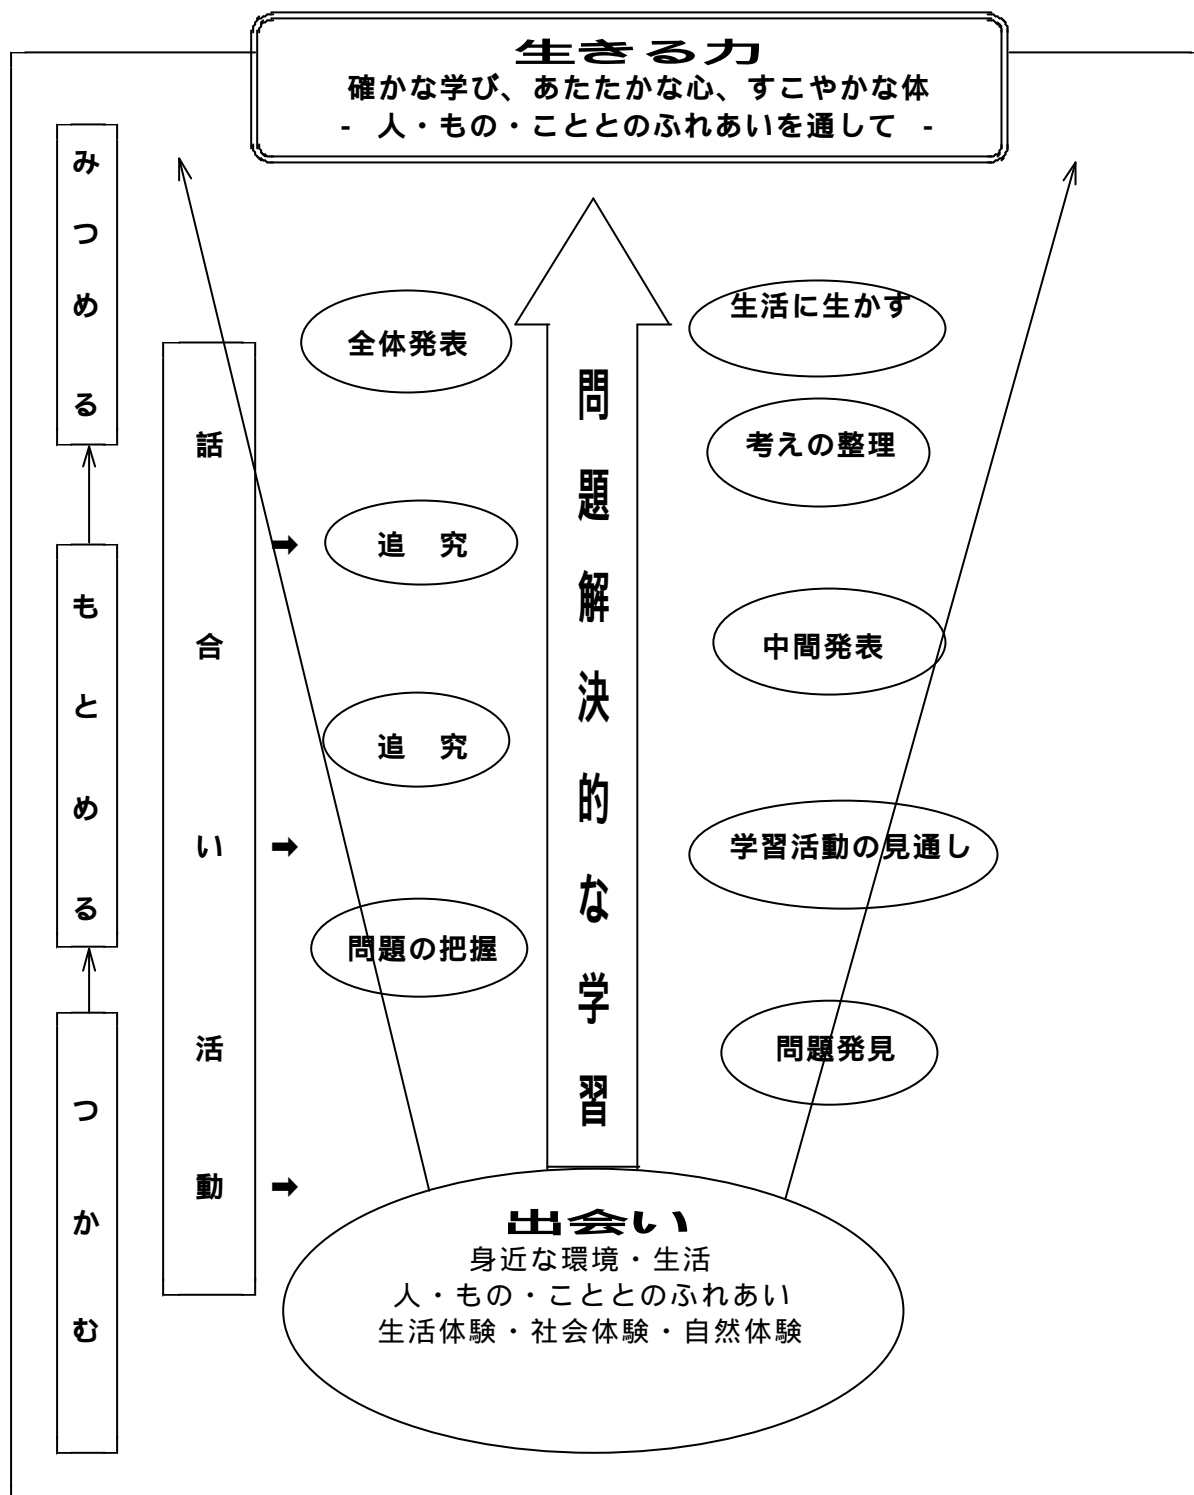 生きる力
確かな学び、あたたかな心、すこやかな体
- 人・もの・こととのふれあいを通して -
みつめる
もとめる
つかむ
話合い活動
➡
➡
➡
全体発表
追 究
追 究
問題の把握
問題解決的な学習
生活に生かす
考えの整理
中間発表
学習活動の見通し
問題発見
出会い
身近な環境・生活
人・もの・こととのふれあい
生活体験・社会体験・自然体験